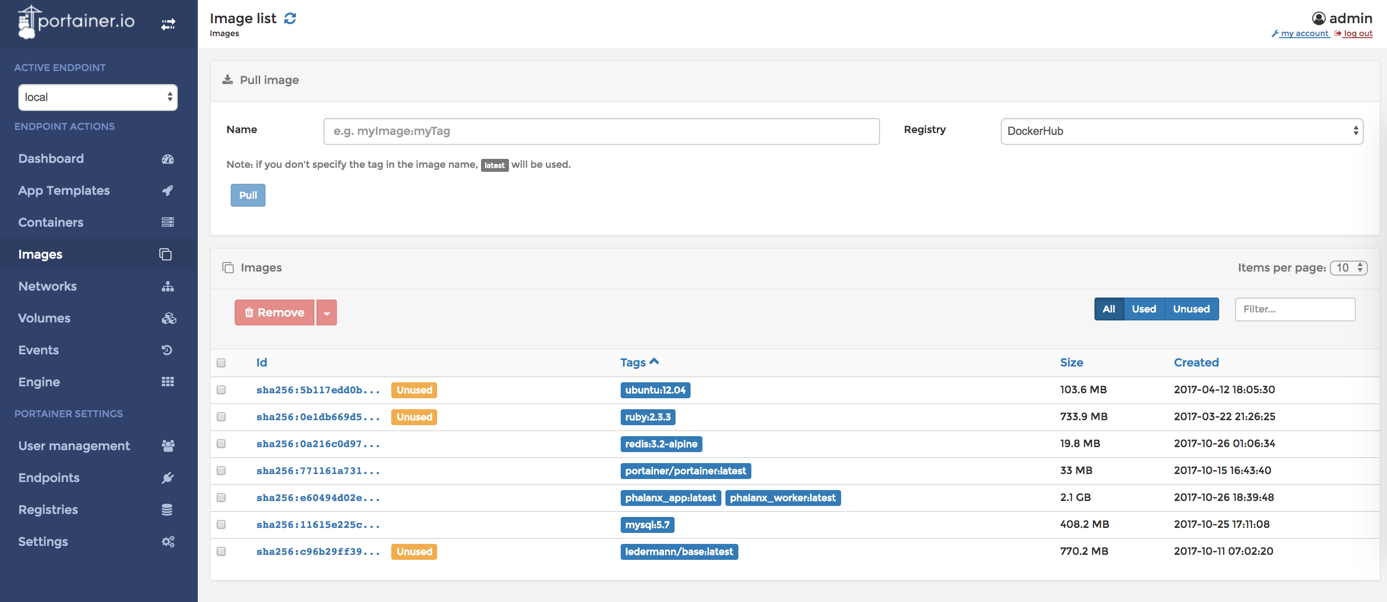 portainer.io
ACTIVE ENDPOINT
local
ENDPOINT ACTIONS
Dashboard
App Templates
Containers
Images
Networks
Volumes
Events
Engine
PORTAINER SETTINGS
User management
Endpoints
Registries
Settings
Image list
Images
admin
my account log out
Pull image
Name e.g. myImage:myTag Registry DockerHub
Note: if you don't specify the tag in the image name, latest will be used.
Pull
Images Items per page: 10
Remove All Used Unused Filter...
Id Tags Size Created
sha256:5b117edd0b... Unused ubuntu:12.04 103.6 MB 2017-04-12 18:05:30
sha256:0e1db669d5... Unused ruby:2.3.3 733.9 MB 2017-03-22 21:26:25
sha256:0a216c0d97... redis:3.2-alpine 19.8 MB 2017-10-26 01:06:34
sha256:771161a731... portainer/portainer:latest 33 MB 2017-10-15 16:43:40
sha256:e60494d02e... phalanx_app:latest phalanx_worker:latest 2.1 GB 2017-10-26 18:39:48
sha256:11615e225c... mysql:5.7 408.2 MB 2017-10-25 17:11:08
sha256:c96b29ff39... Unused ledermann/base:latest 770.2 MB 2017-10-11 07:02:20